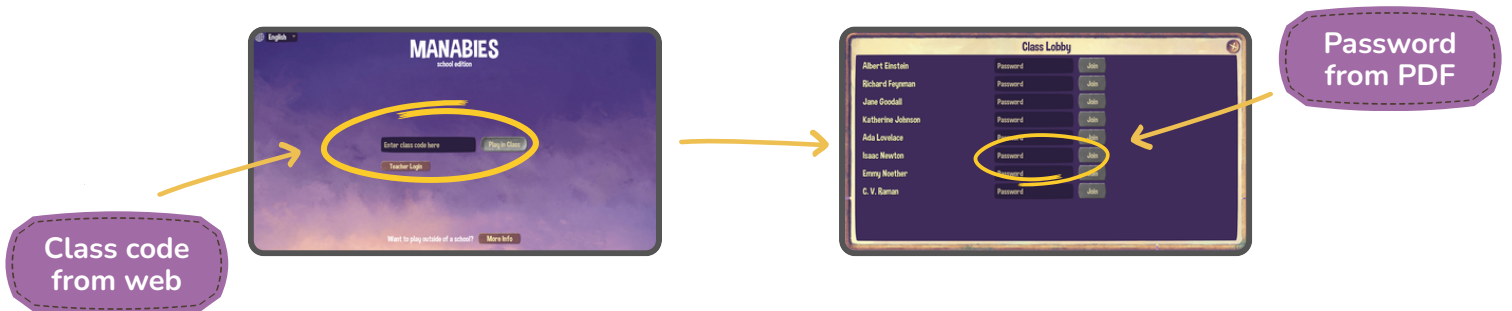 Class code
from web
English
MANABIES
school edition
Enter class code here
Play in Class
Teacher Login
Want to play outside of a school?
More Info
Class Lobby
Albert Einstein
Password
Join
Richard Feynman
Password
Join
Jane Goodall
Password
Join
Katherine Johnson
Password
Join
Ada Lovelace
Password
Join
Isaac Newton
Password
Join
Emmy Noether
Password
Join
C. V. Raman
Password
Join
Password
from PDF